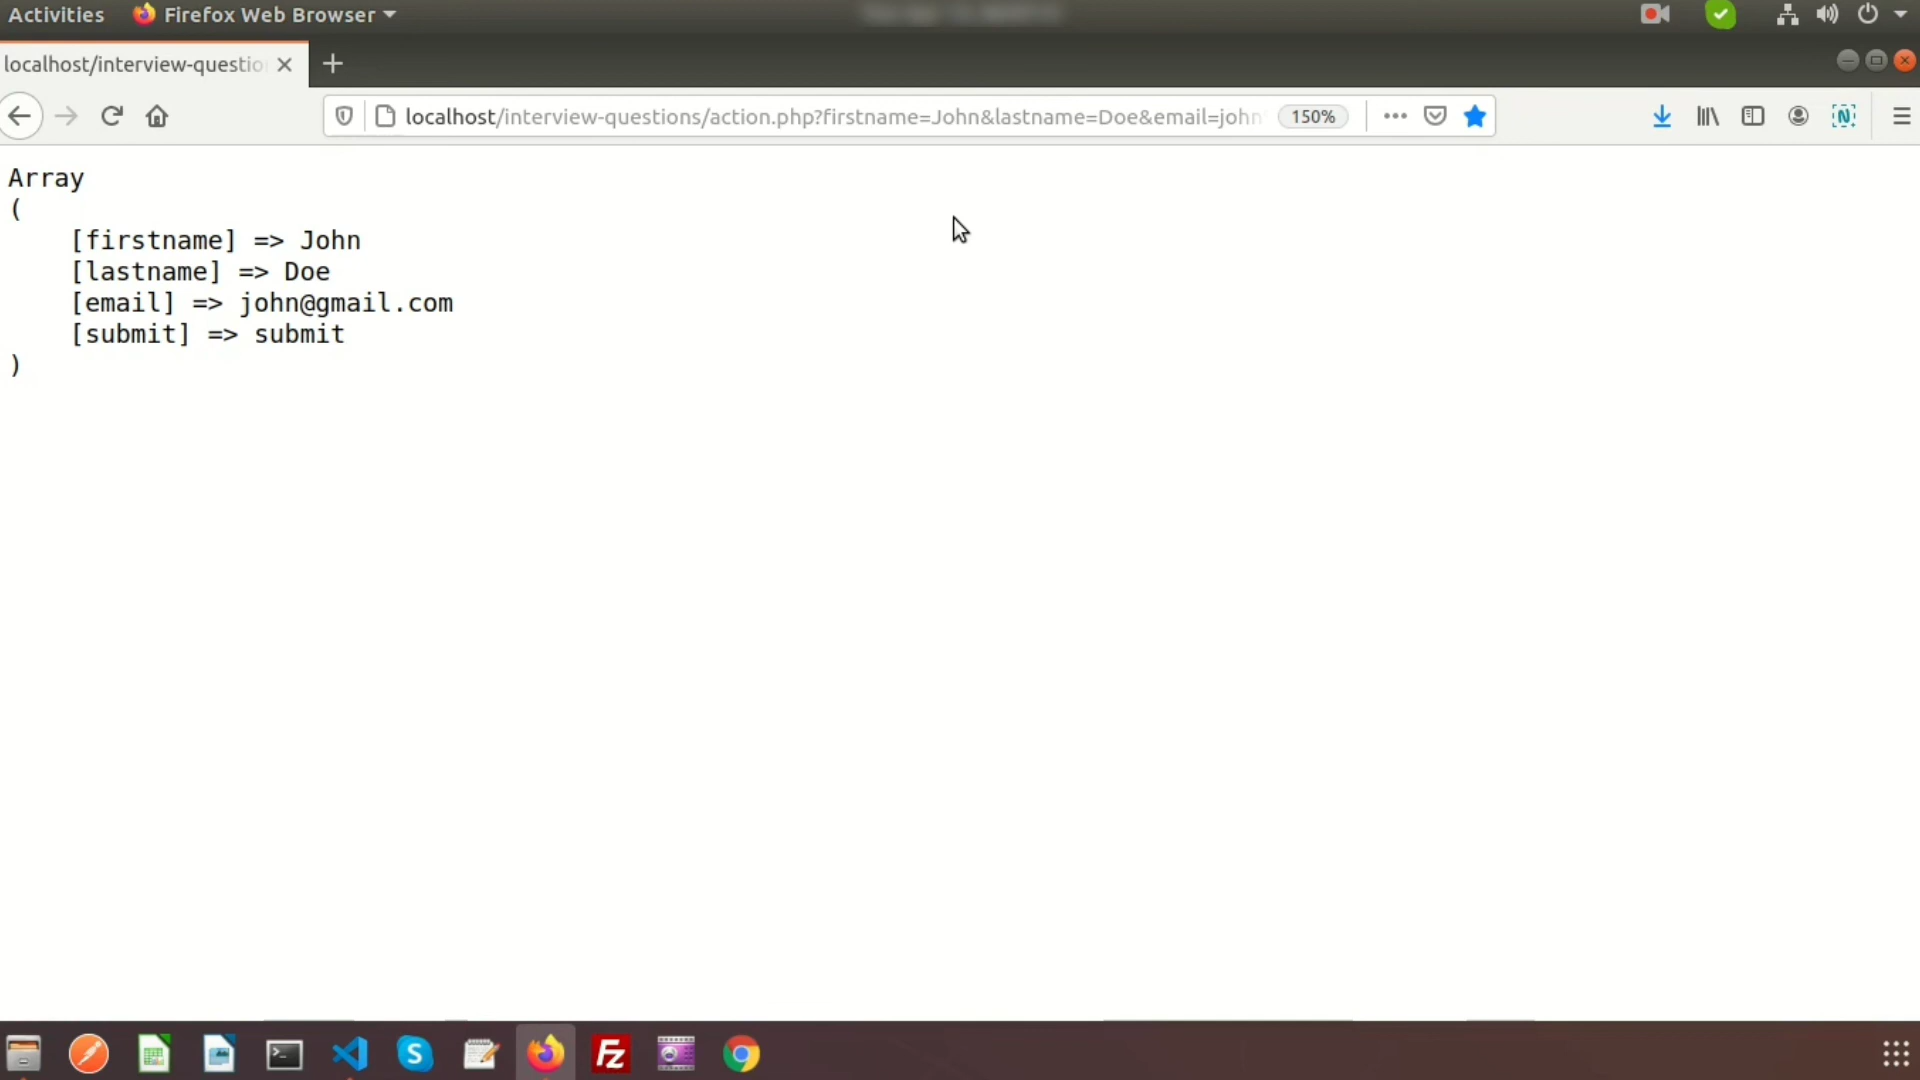 Activities Firefox Web Browser
localhost/interview-questio
localhost/interview-questions/action.php?firstname=John&lastname=Doe&email=john 150%
Array
(
[firstname] => John
[lastname] => Doe
[email] => john@gmail.com
[submit] => submit
)